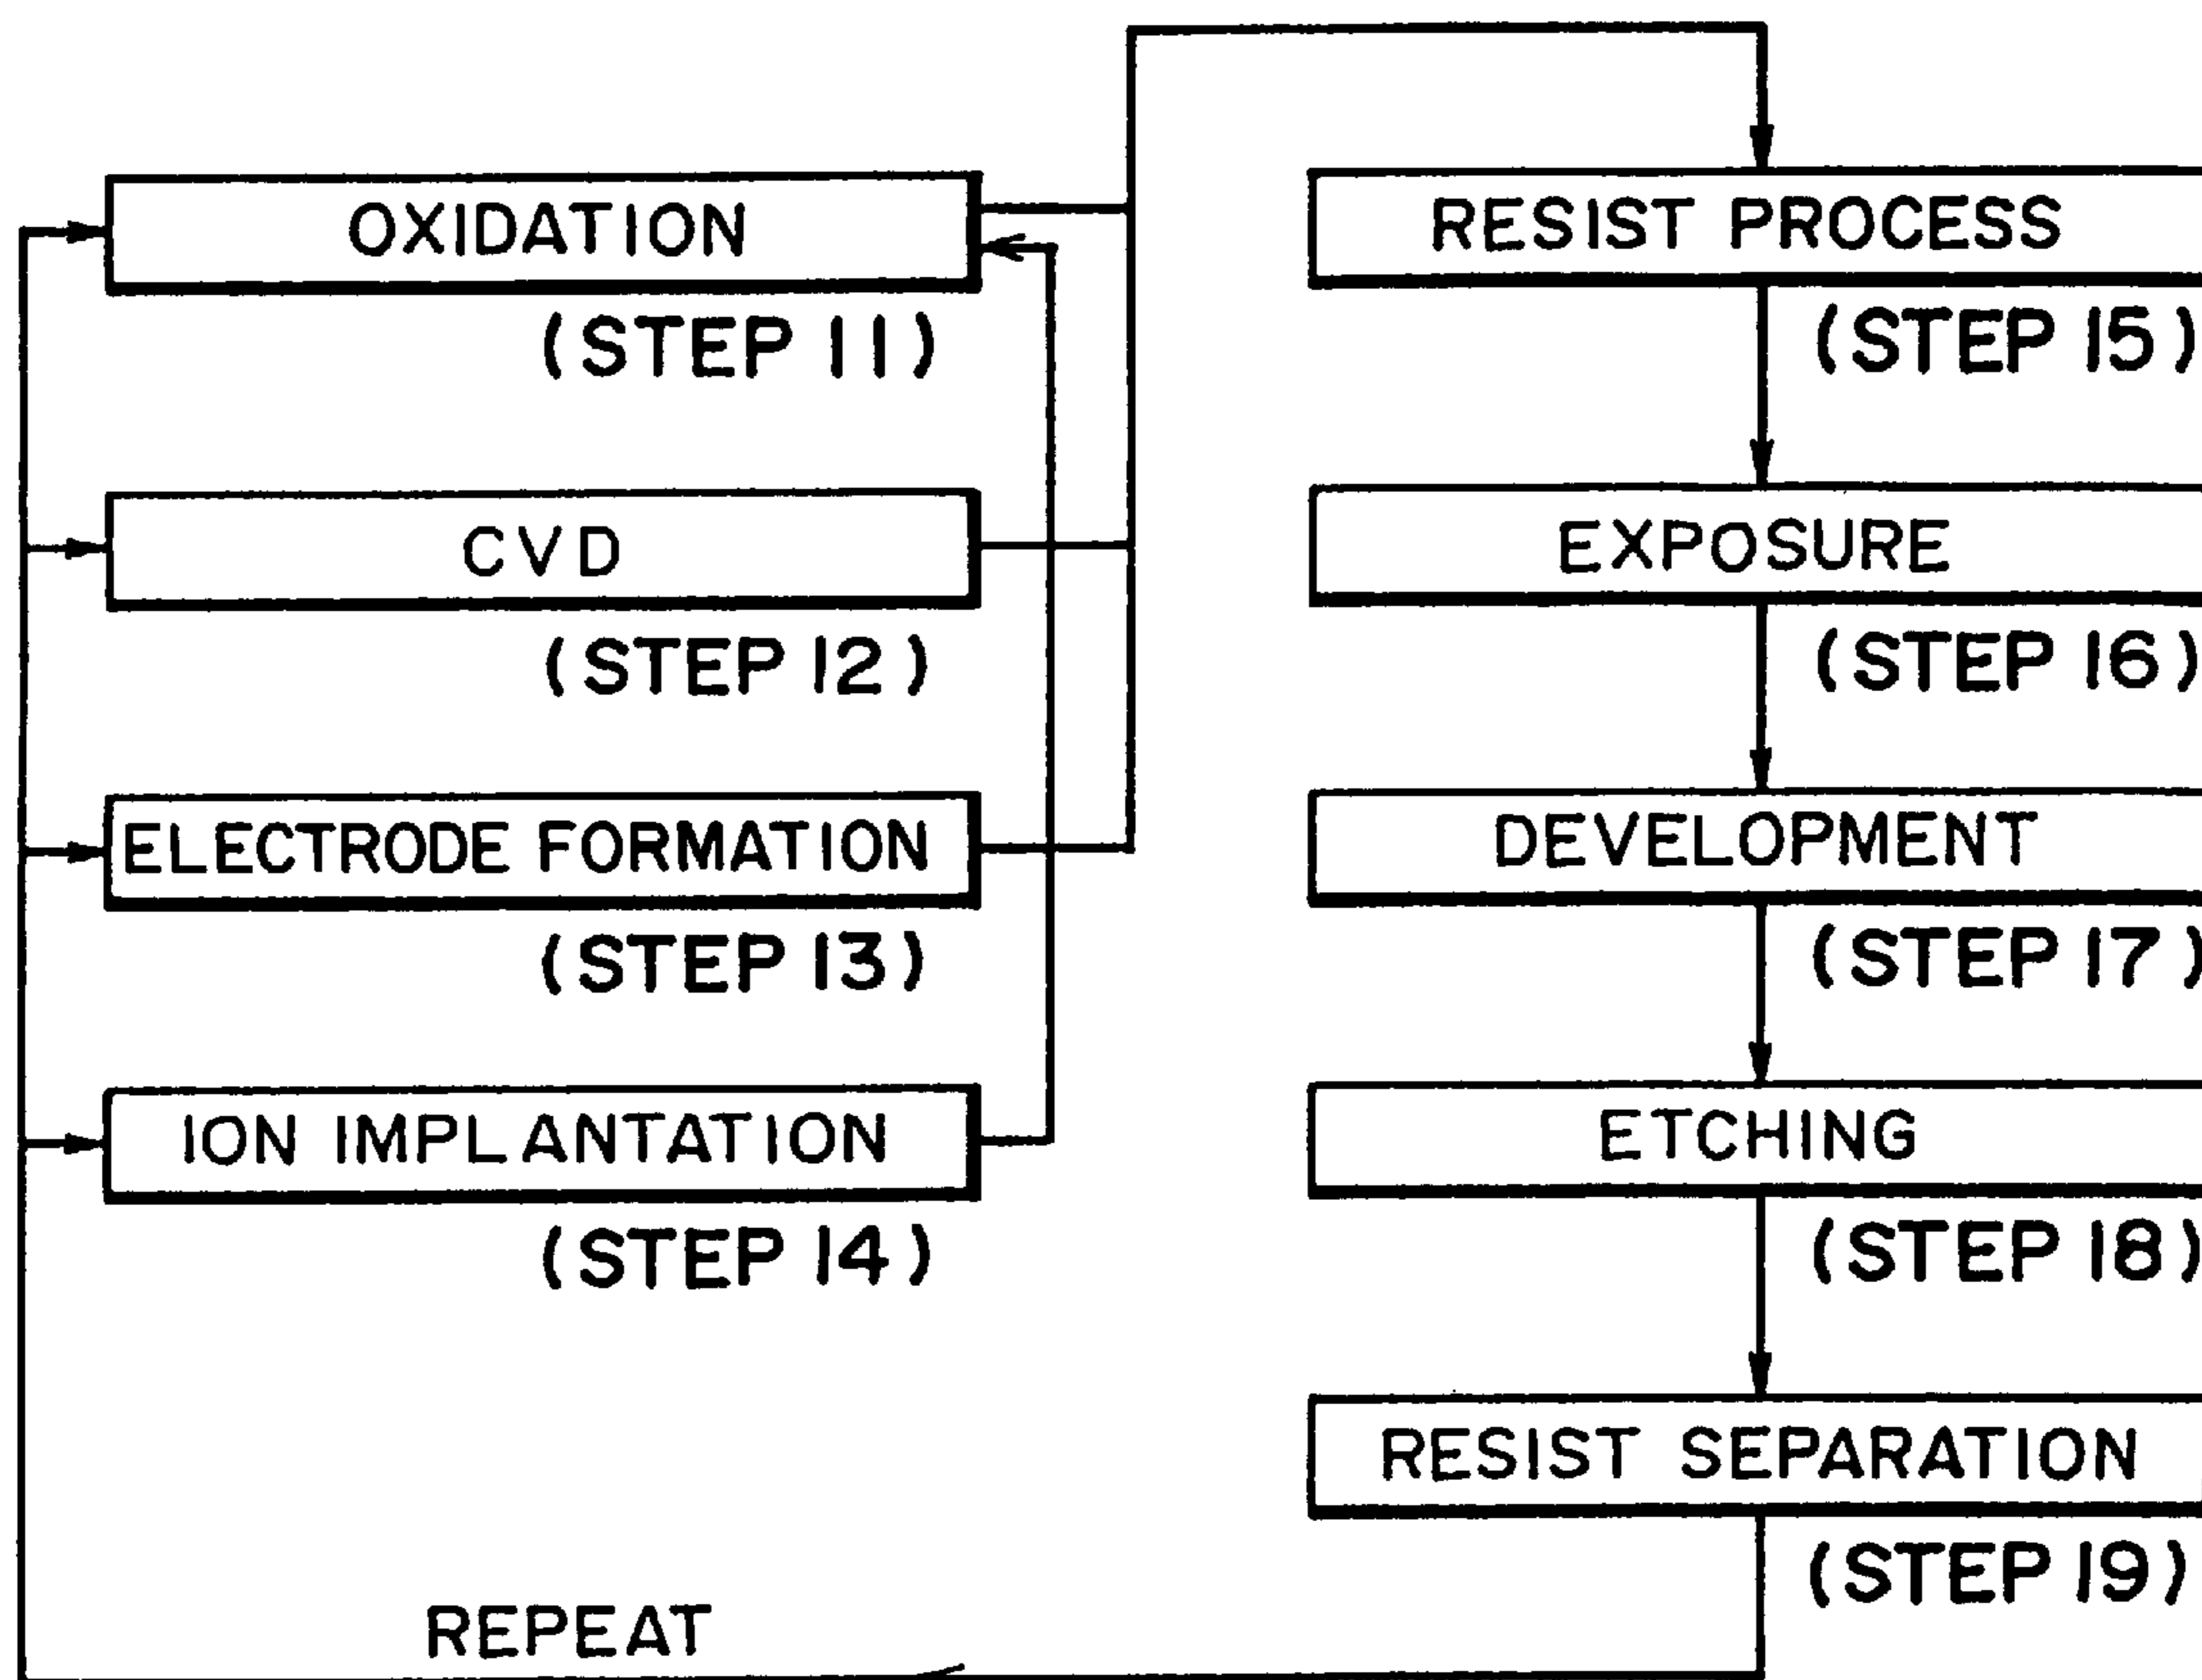 OXIDATION
(STEP 11)
CVD
(STEP 12)
ELECTRODE FORMATION
(STEP 13)
ION IMPLANTATION
(STEP 14)
REPEAT
RESIST PROCESS
(STEP 15)
EXPOSURE
(STEP 16)
DEVELOPMENT
(STEP 17)
ETCHING
(STEP 18)
RESIST SEPARATION
(STEP 19)